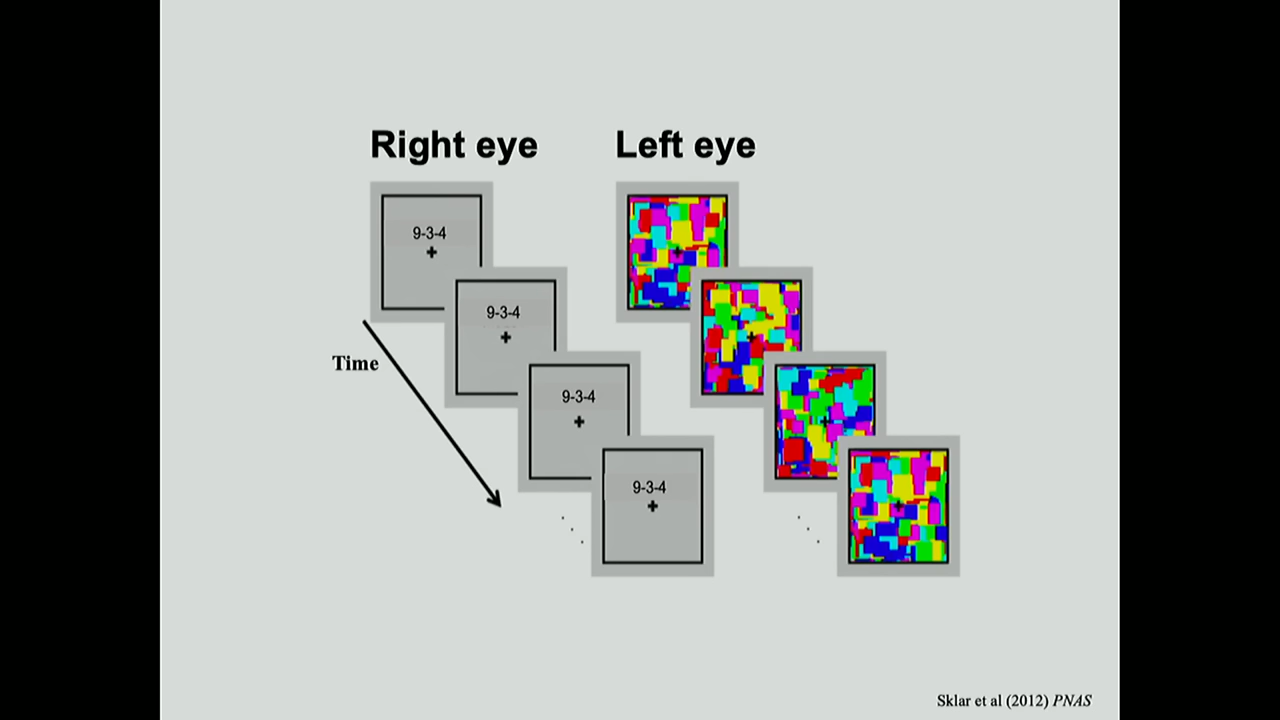 Right eye
Left eye
9-3-4
9-3-4
9-3-4
9-3-4
Time
Sklar et al (2012) PNAS